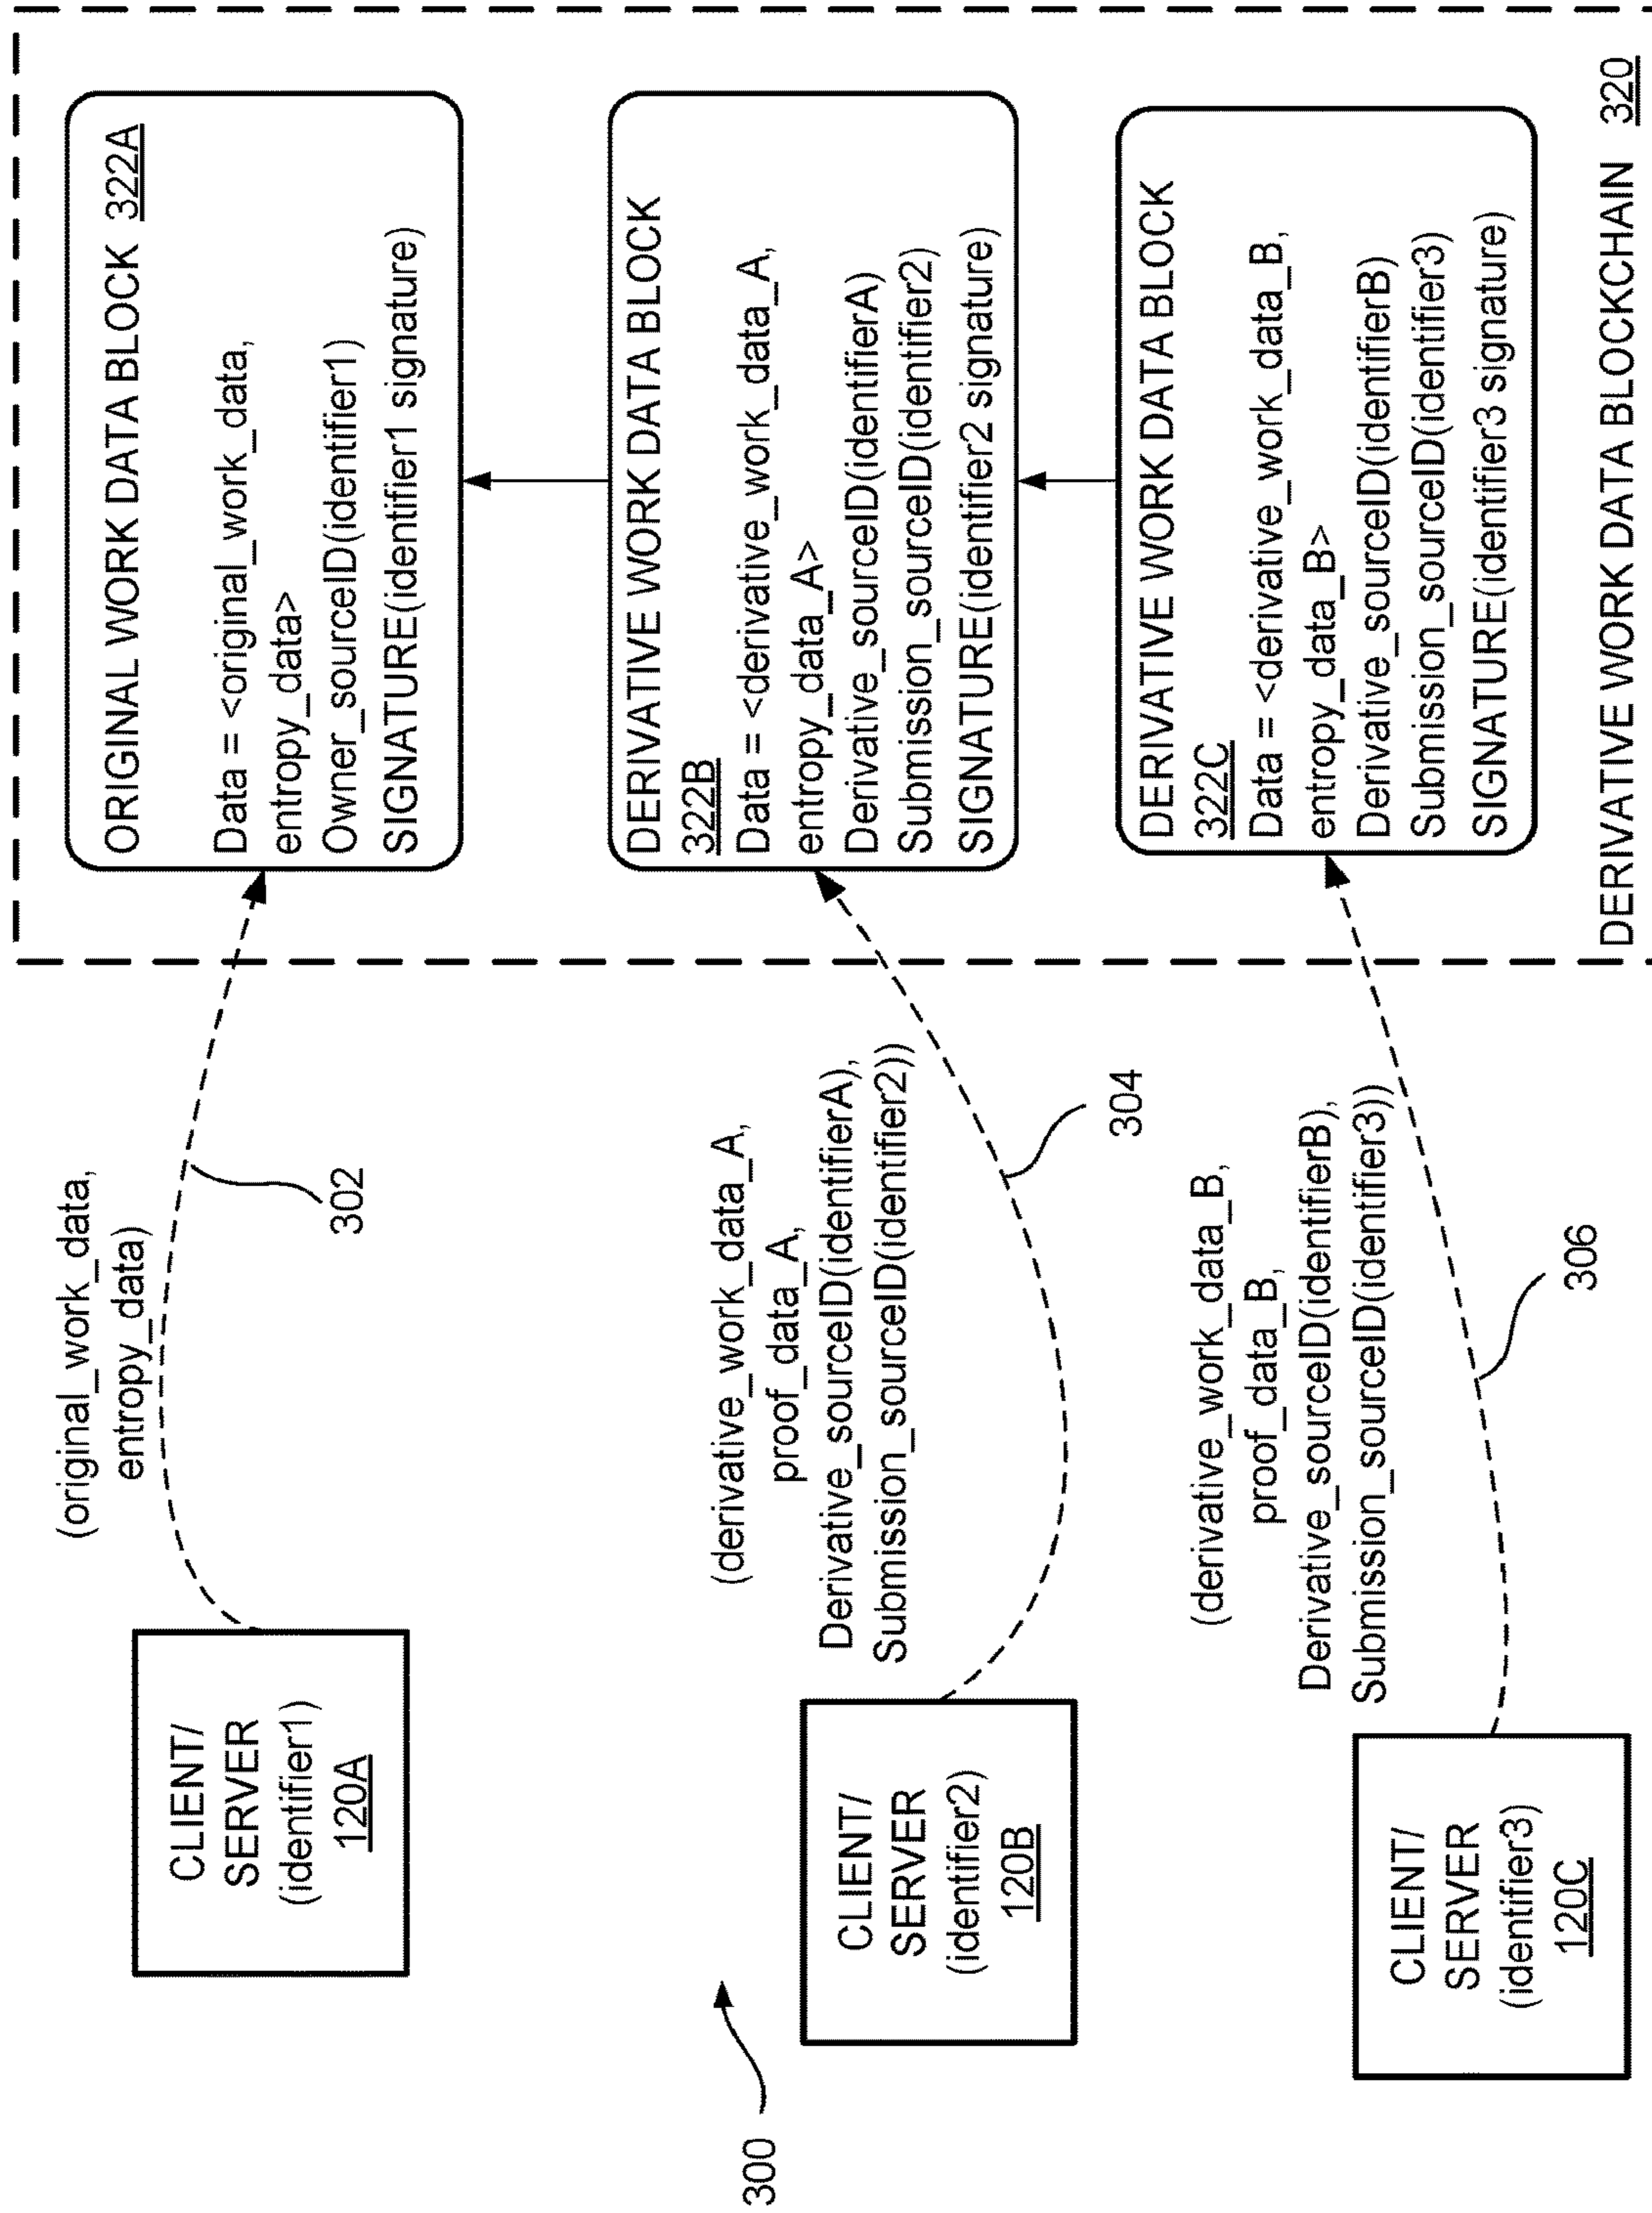 300
CLIENT/
SERVER
(identifier1)
120A
(original_work_data,
entropy_data)
302
ORIGINAL WORK DATA BLOCK 322A
Data = <original_work_data,
entropy_data>
Owner_sourceID(identifier1)
SIGNATURE(identifier1 signature)
CLIENT/
SERVER
(identifier2)
120B
(derivative_work_data_A,
proof_data_A,
Derivative_sourceID(identifierA),
Submission_sourceID(identifier2))
304
DERIVATIVE WORK DATA BLOCK
322B
Data = <derivative_work_data_A,
entropy_data_A>
Derivative_sourceID(identifierA)
Submission_sourceID(identifier2)
SIGNATURE(identifier2 signature)
CLIENT/
SERVER
(identifier3)
120C
(derivative_work_data_B,
proof_data_B,
Derivative_sourceID(identifierB),
Submission_sourceID(identifier3))
306
DERIVATIVE WORK DATA BLOCK
322C
Data = <derivative_work_data_B,
entropy_data_B>
Derivative_sourceID(identifierB)
Submission_sourceID(identifier3)
SIGNATURE(identifier3 signature)
DERIVATIVE WORK DATA BLOCKCHAIN 320